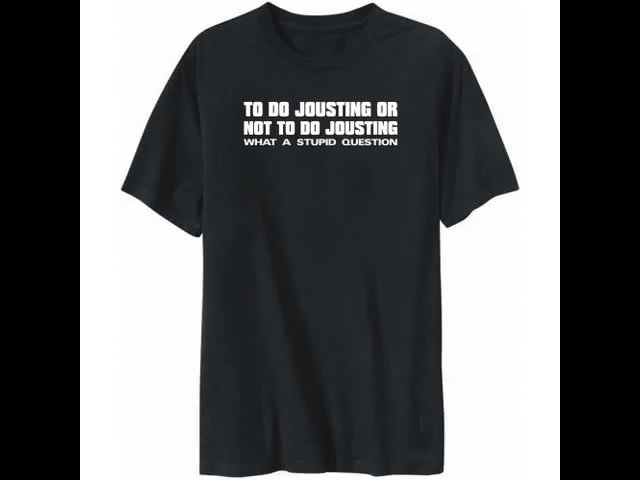 TO DO JOUSTING OR
NOT TO DO JOUSTING
WHAT A STUPID QUESTION